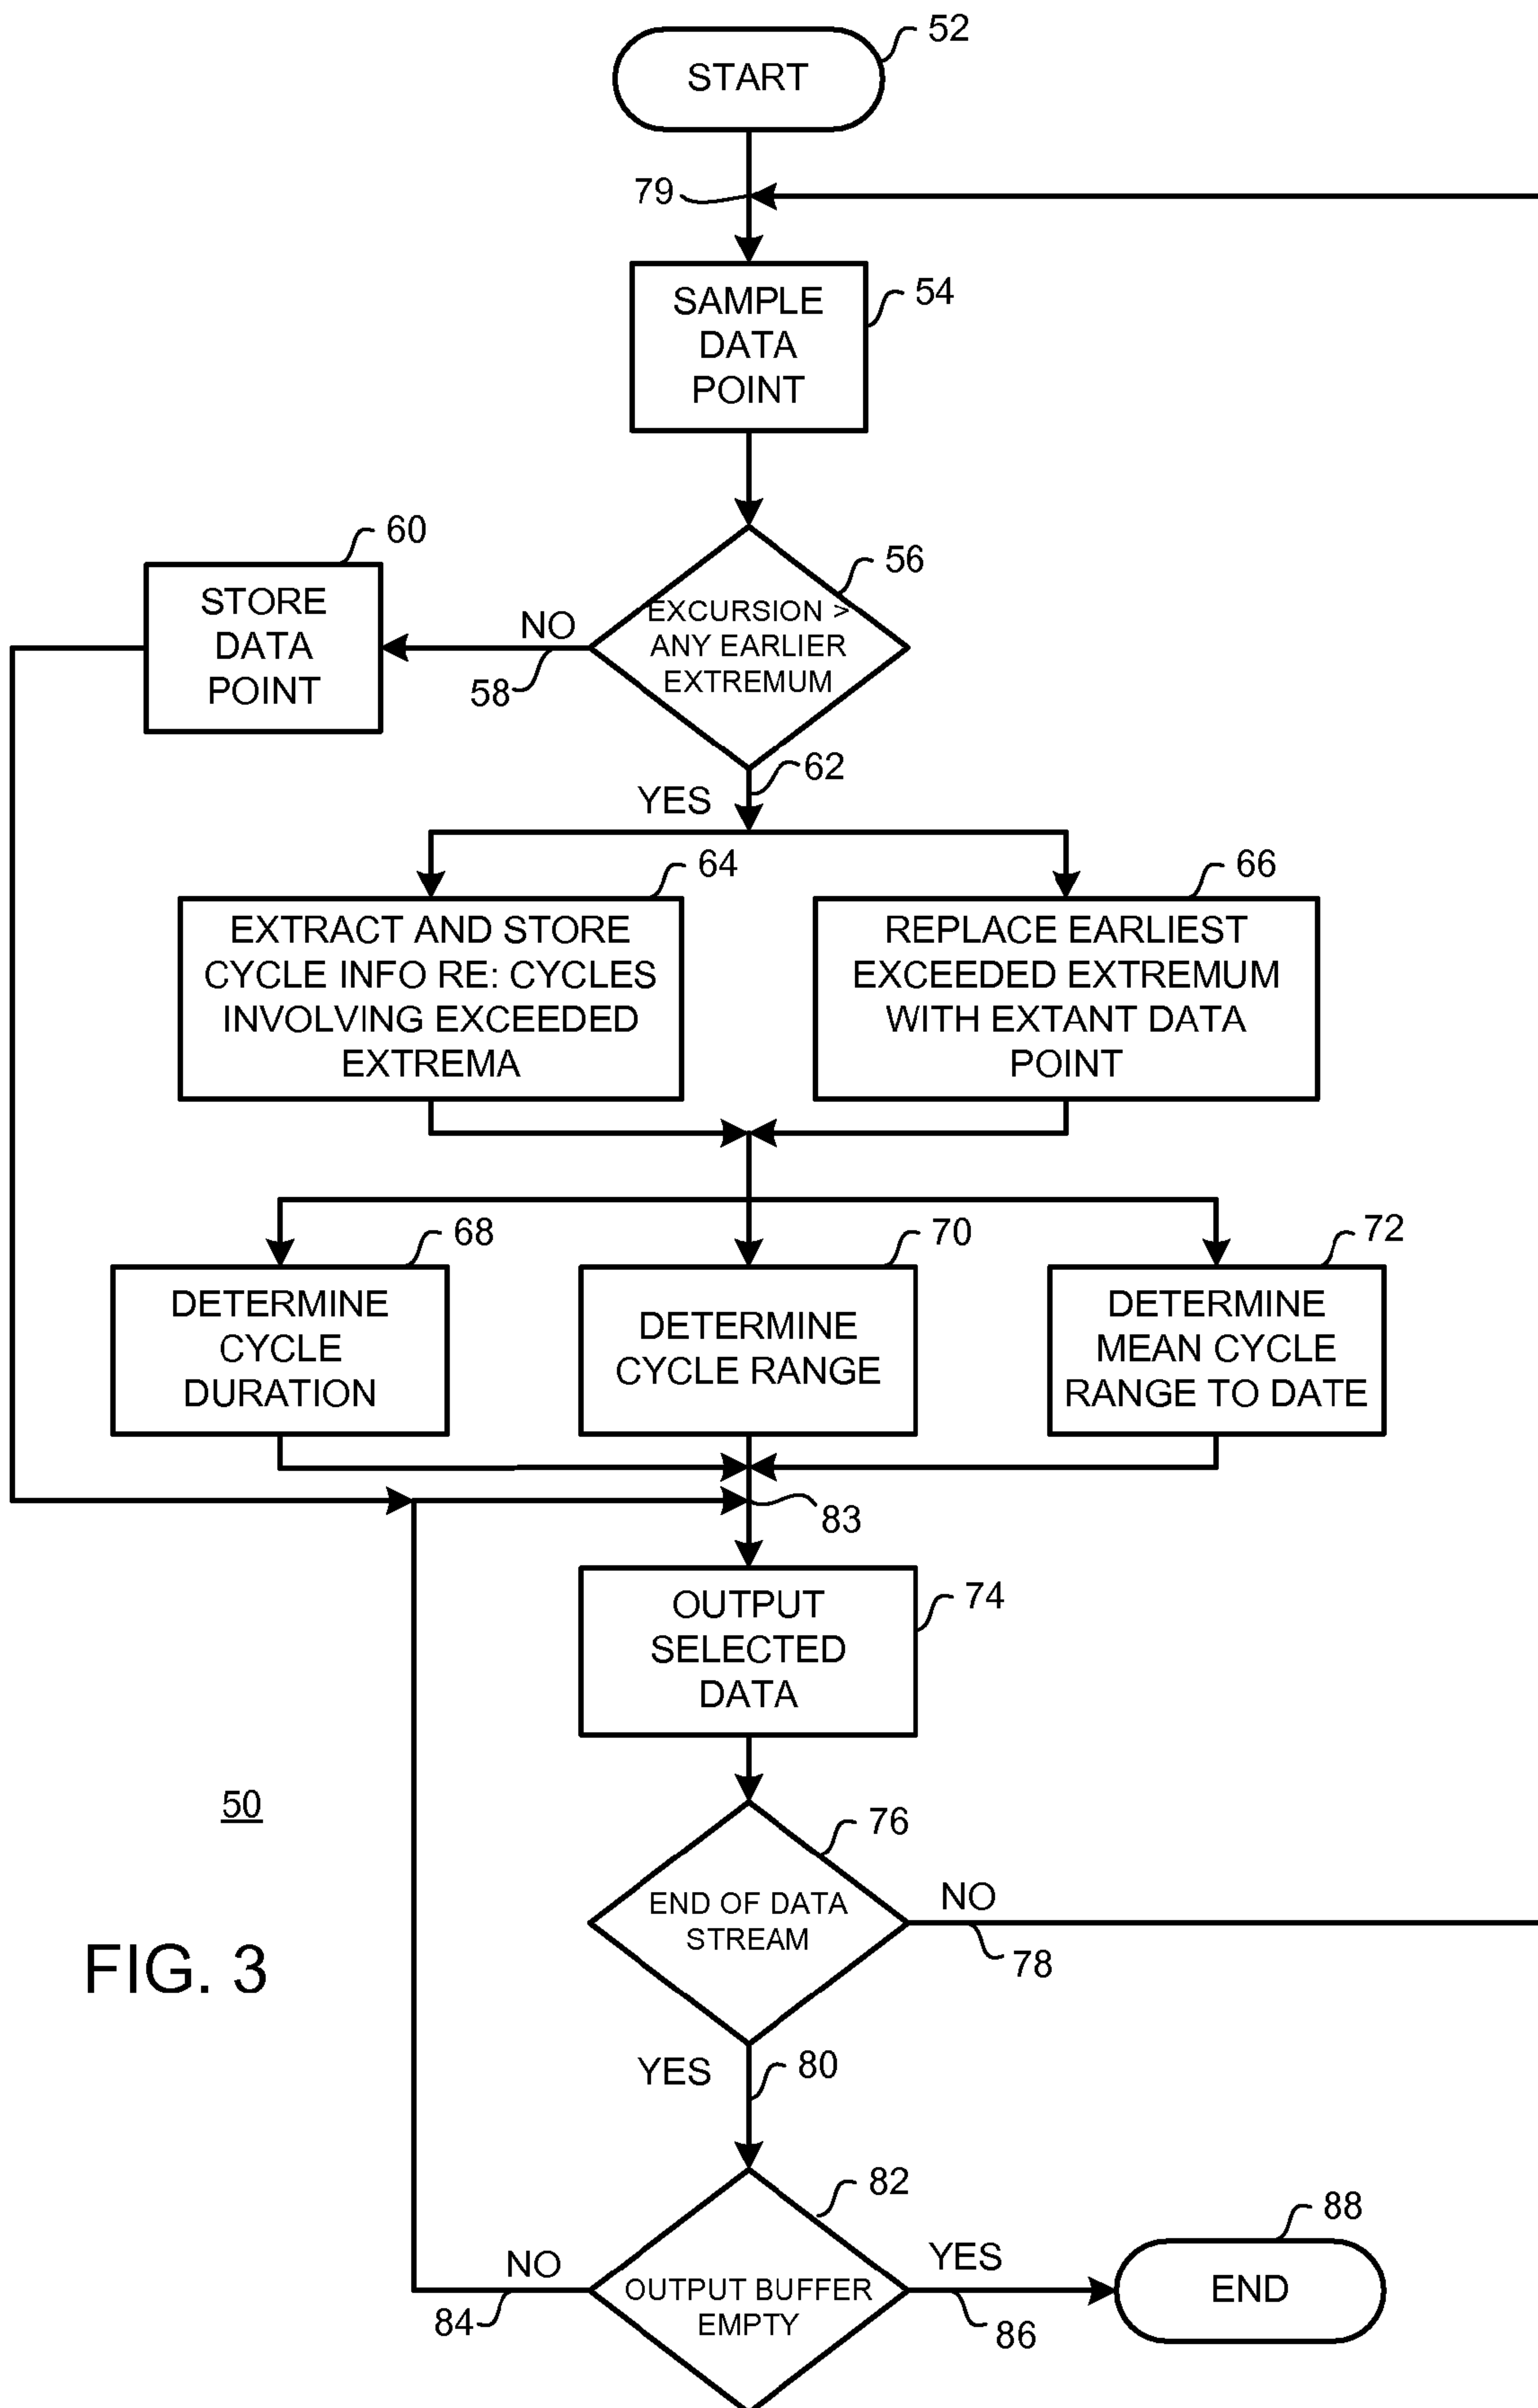 52
START
79
SAMPLE
DATA
POINT
54
60
STORE
DATA
POINT
NO
58
56
EXCURSION >
ANY EARLIER
EXTREMUM
62
YES
64
EXTRACT AND STORE
CYCLE INFO RE: CYCLES
INVOLVING EXCEEDED
EXTREMA
66
REPLACE EARLIEST
EXCEEDED EXTREMUM
WITH EXTANT DATA
POINT
68
DETERMINE
CYCLE
DURATION
70
DETERMINE
CYCLE RANGE
72
DETERMINE
MEAN CYCLE
RANGE TO DATE
83
OUTPUT
SELECTED
DATA
74
50
76
END OF DATA
STREAM
NO
78
FIG. 3
YES
80
82
OUTPUT BUFFER
EMPTY
NO
84
YES
86
88
END